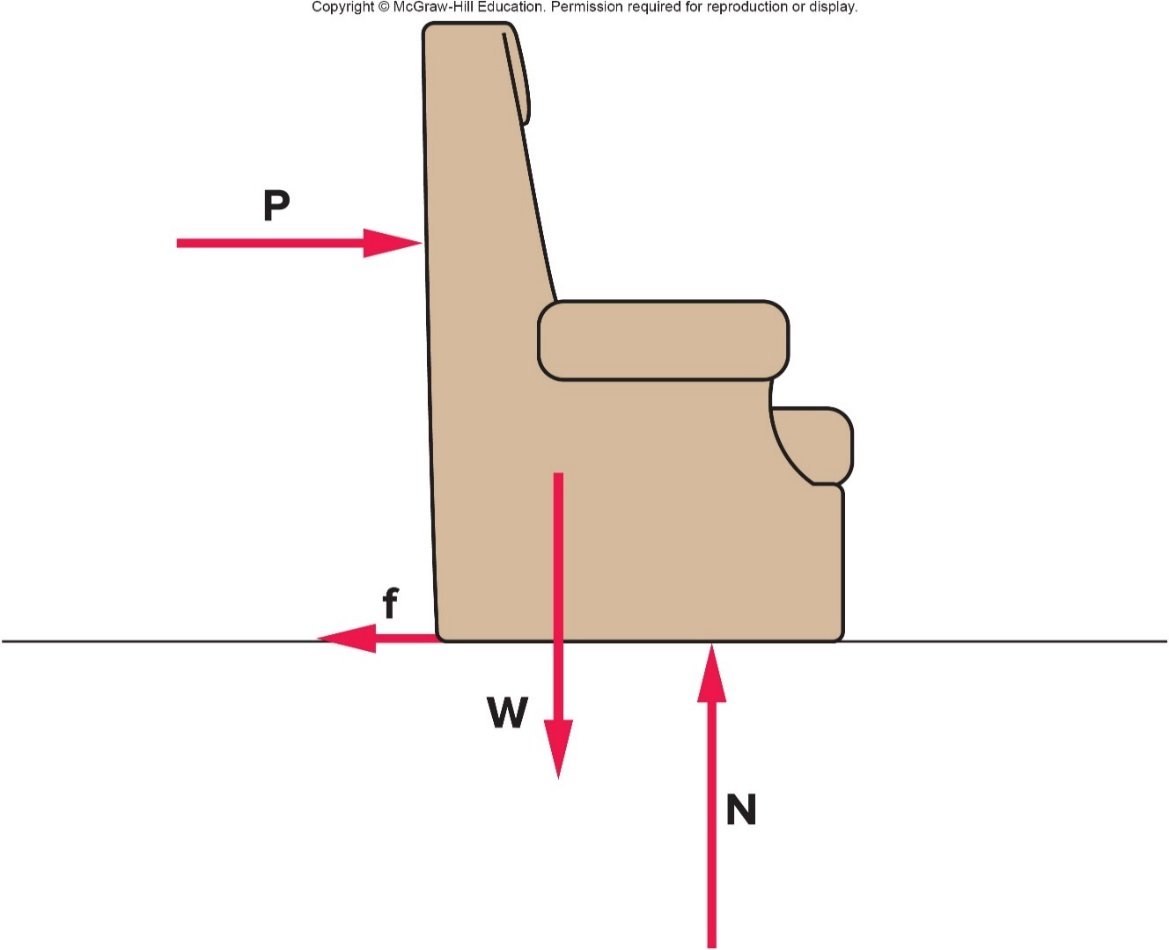 Copyright © McGraw-Hill Education. Permission required for reproduction or display.
P
f
W
N